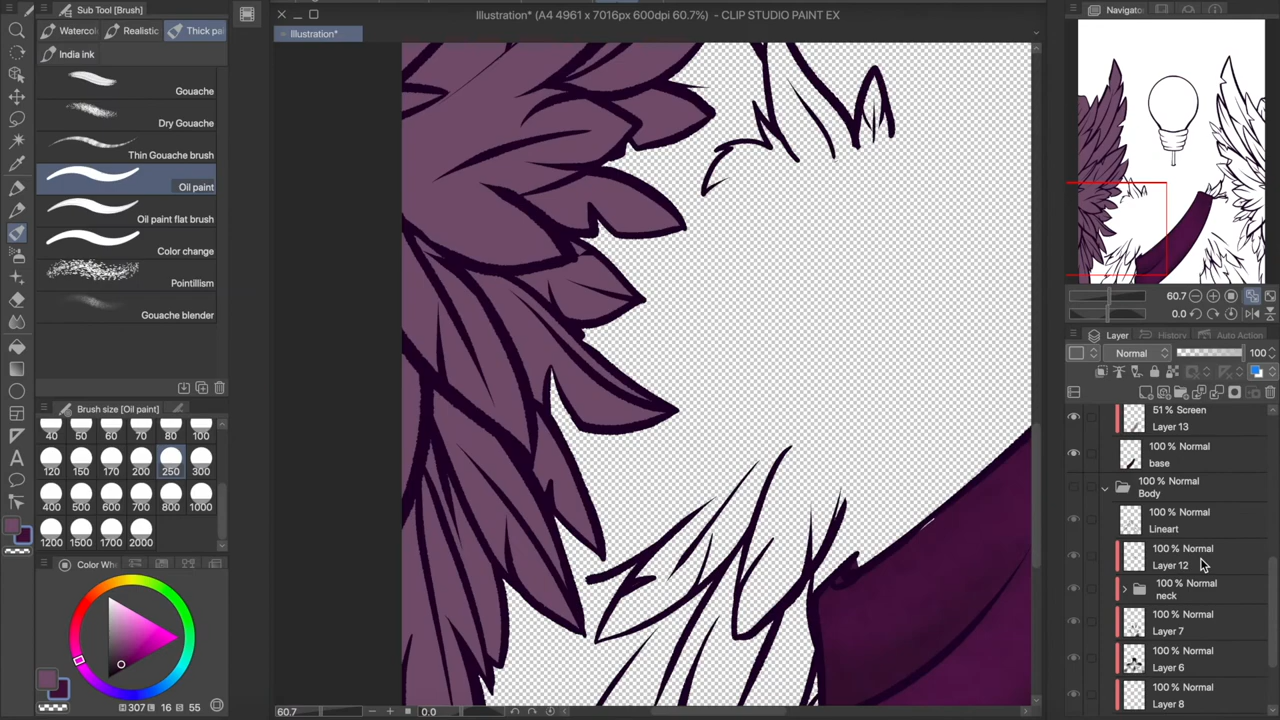 Sub Tool [Brush]
Illustration* (A4 4961 x 7016px 600dpi 60.7%)  - CLIP STUDIO PAINT EX
Navigator
Watercol
Realistic
Thick pai
Illustration*
India ink
Gouache
Dry Gouache
Thin Gouache brush
Oil paint
Oil paint flat brush
Color change
Pointillism
Gouache blender
60.7
0.0
Layer
History
Auto Action
Normal
100
Brush size [Oil paint]
40 50 60 70 80 100
120 150 170 200 250 300
400 500 600 700 800 1000
1200 1500 1700 2000
51 % Screen
Layer 13
100 % Normal
base
100 % Normal
Body
100 % Normal
Lineart
100 % Normal
Layer 12
100 % Normal
neck
100 % Normal
Layer 7
100 % Normal
Layer 6
100 % Normal
Layer 8
Color Whe
H 307 L 16 S 55
60.7
0.0
A